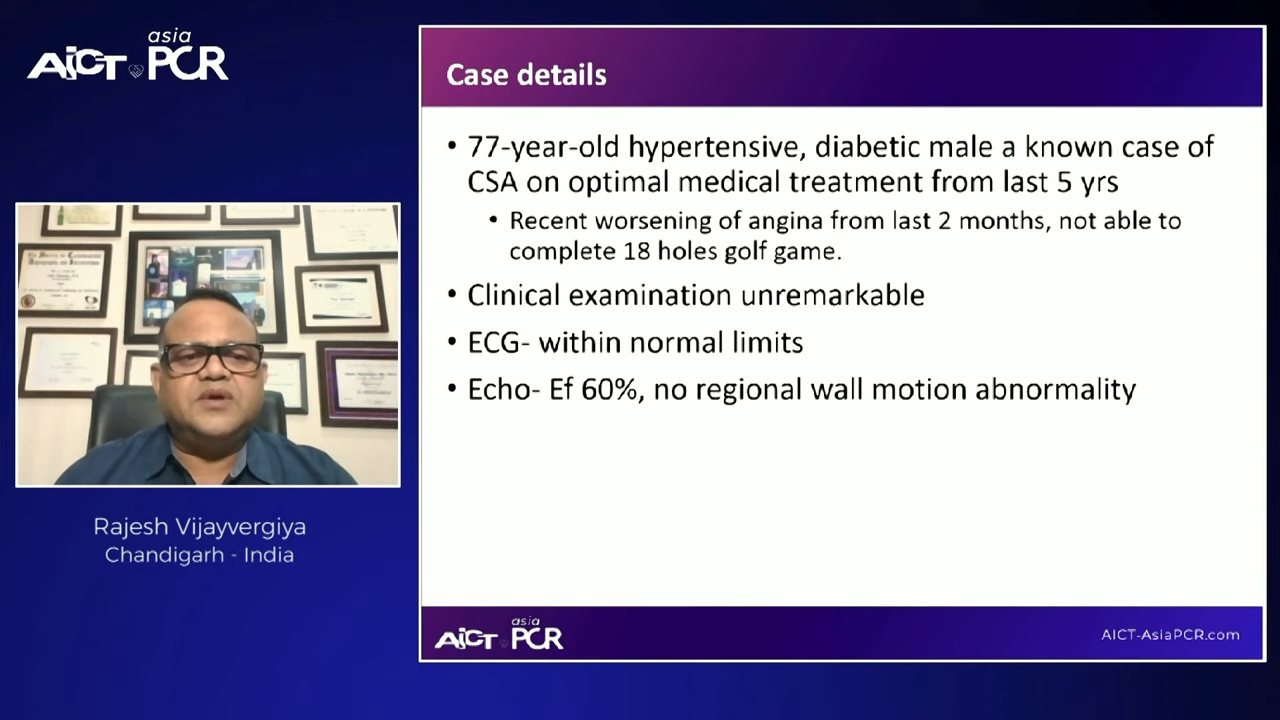 asia
AICT PCR
Case details
• 77-year-old hypertensive, diabetic male a known case of
CSA on optimal medical treatment from last 5 yrs
• Recent worsening of angina from last 2 months, not able to
complete 18 holes golf game.
• Clinical examination unremarkable
• ECG- within normal limits
• Echo- Ef 60%, no regional wall motion abnormality
Rajesh Vijayvergiya
Chandigarh - India
asia
AICT PCR
AICT-AsiaPCR.com